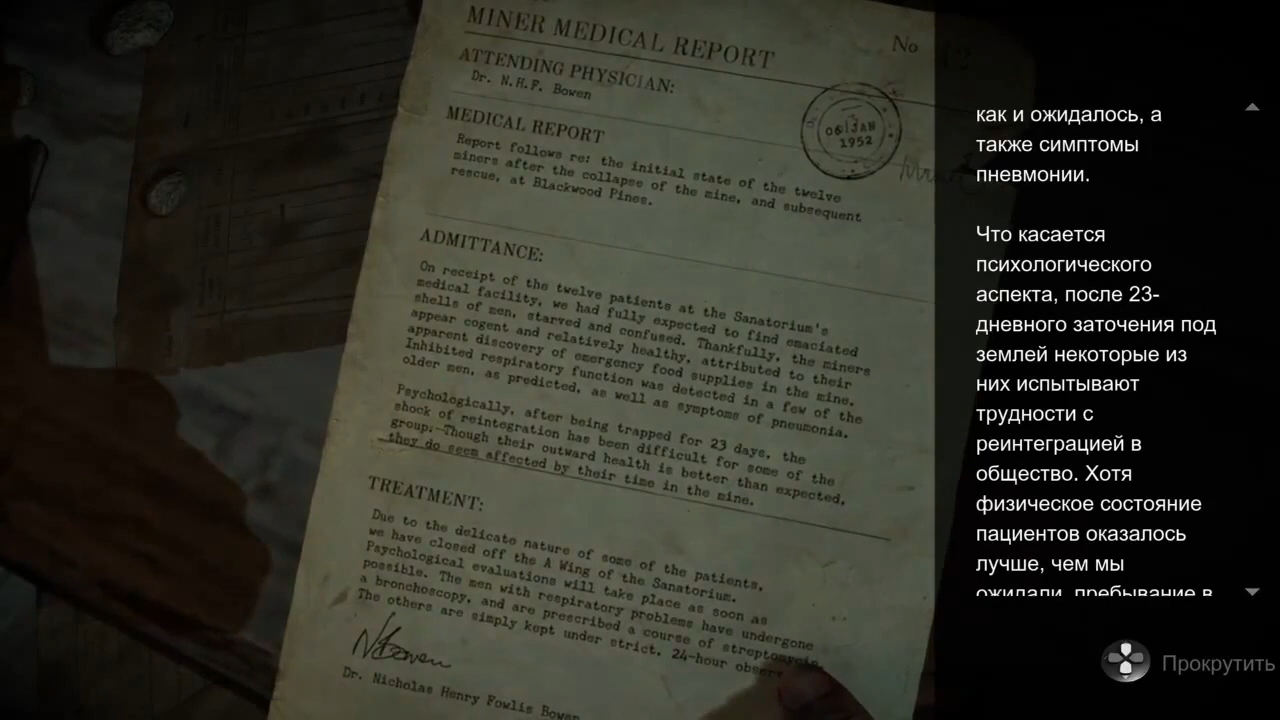 MINER MEDICAL REPORT
No
ATTENDING PHYSICIAN:
Dr. N.H.F. Bowen
06 JAN
1952
MEDICAL REPORT
Report follows re: the initial state of the twelve
miners after the collapse of the mine, and subsequent
rescue, at Blackwood Pines.
ADMITTANCE:
On receipt of the twelve patients at the Sanatorium's
medical facility, we had fully expected to find emaciated
shells of men, starved and confused. Thankfully, the miners
appear cogent and relatively healthy, attributed to their
apparent discovery of emergency food supplies in the mine.
Inhibited respiratory function was detected in a few of the
older men, as predicted, as well as symptoms of pneumonia.
Psychologically, after being trapped for 23 days, the
shock of reintegration has been difficult for some of the
group. Though their outward health is better than expected,
they do seem affected by their time in the mine.
TREATMENT:
Due to the delicate nature of some of the patients,
we have closed off the A Wing of the Sanatorium.
Psychological evaluations will take place as soon as
possible. The men with respiratory problems have undergone
a bronchoscopy, and are prescribed a course of streptomycin.
The others are simply kept under strict, 24-hour observ
NBowen
Dr. Nicholas Henry Fowlis Bowen
как и ожидалось, а
также симптомы
пневмонии.
Что касается
психологического
аспекта, после 23-
дневного заточения под
землей некоторые из
них испытывают
трудности с
реинтеграцией в
общество. Хотя
физическое состояние
пациентов оказалось
лучше, чем мы
ожидали, пребывание в
Прокрутить